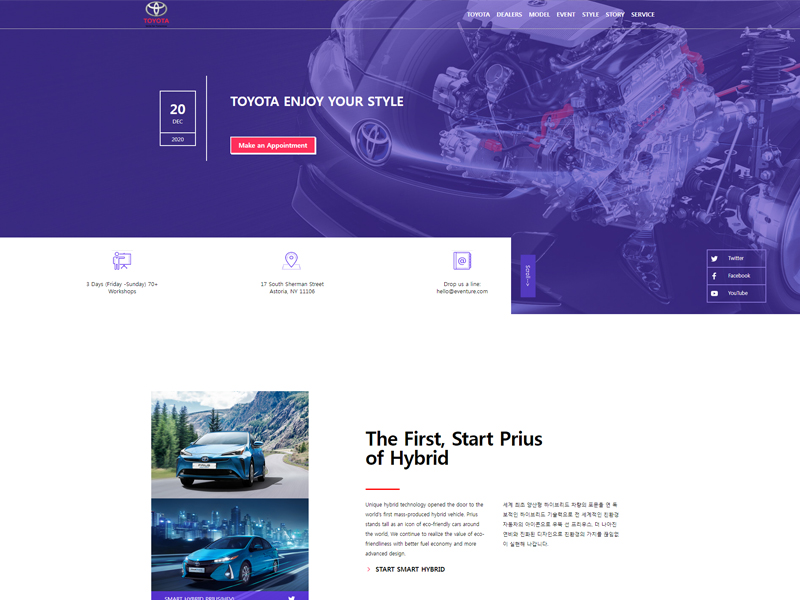 TOYOTA
TOYOTA DEALERS MODEL EVENT STYLE STORY SERVICE
20
DEC
2020
TOYOTA ENJOY YOUR STYLE
Make an Appointment
3 Days (Friday -Sunday) 70+
Workshops
17 South Sherman Street
Astoria, NY 11106
Drop us a line:
hello@eventure.com
Scroll
Twitter
Facebook
YouTube
The First, Start Prius
of Hybrid
Unique hybrid technology opened the door to the
world's first mass-produced hybrid vehicle. Prius
stands tall as an icon of eco-friendly cars around
the world. We continue to realize the value of eco-
friendliness with better fuel economy and more
advanced design.
세계 최초 양산형 하이브리드 차량의 포문을 연 독
보적인 하이브리드 기술력으로 전 세계적인 친환경
자동차의 아이콘으로 우뚝 선 프리우스, 더 나아진
연비와 진화된 디자인으로 친환경의 가치를 끊임없
이 실현해 나갑니다.
START SMART HYBRID
SMART HYBRID